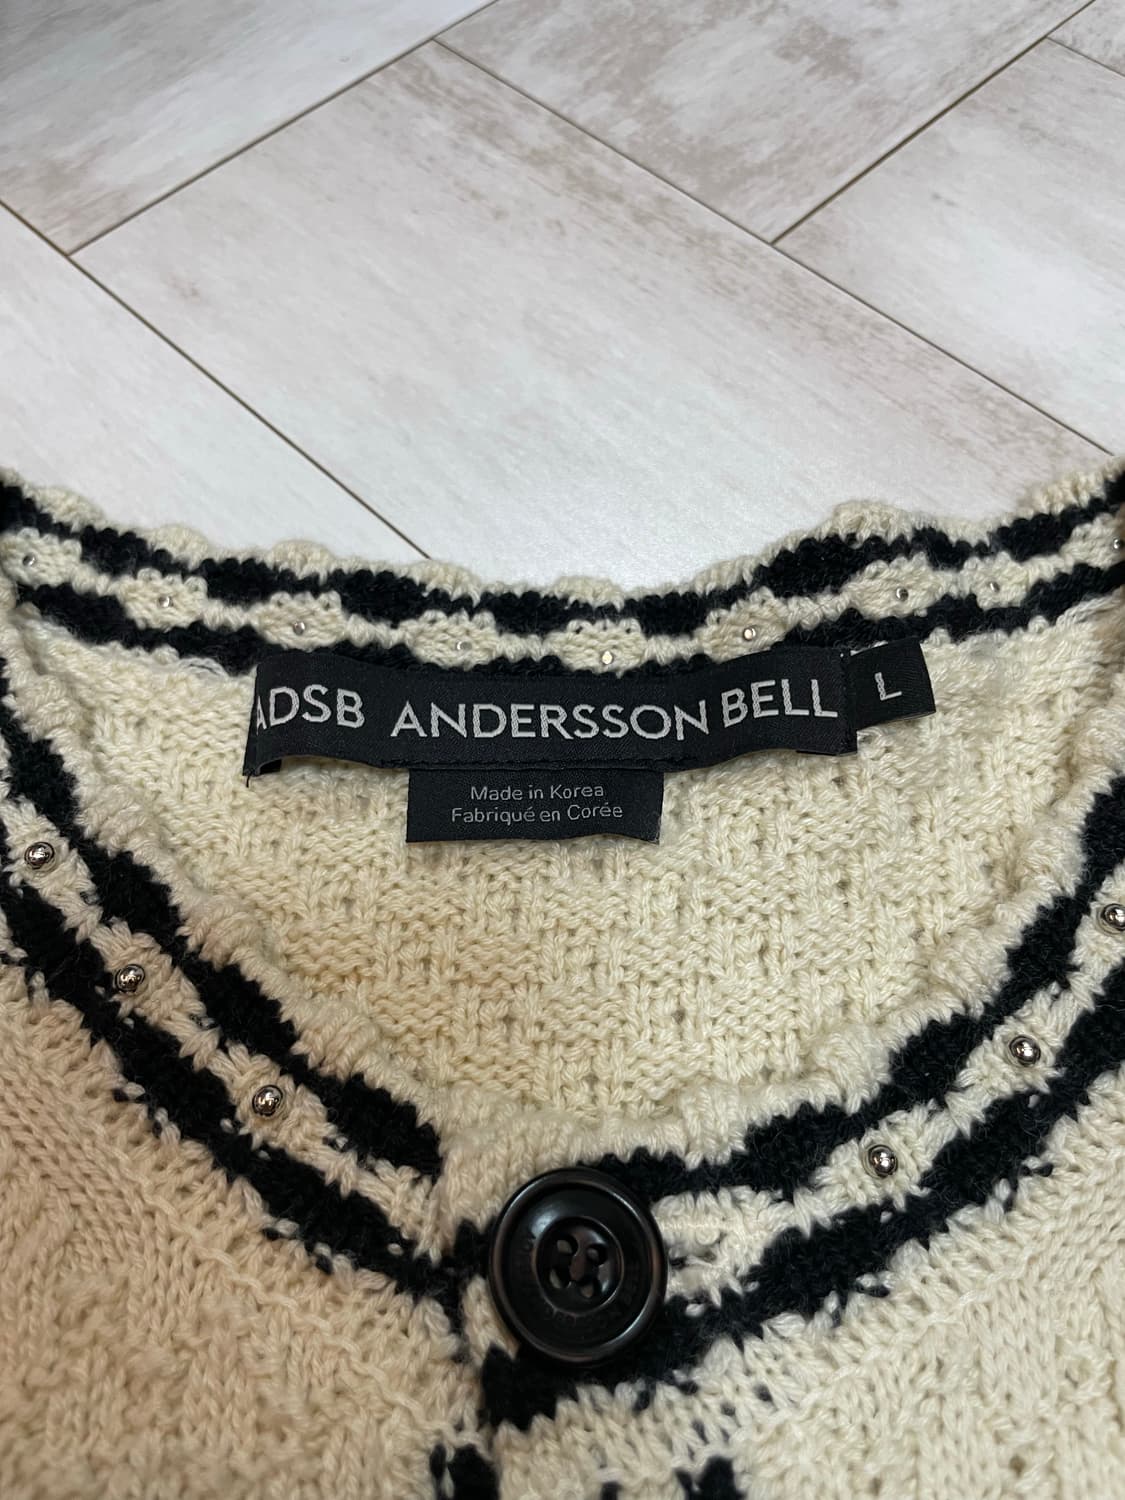 ADSB ANDERSSON BELL
L
Made in Korea
Fabriqué en Corée